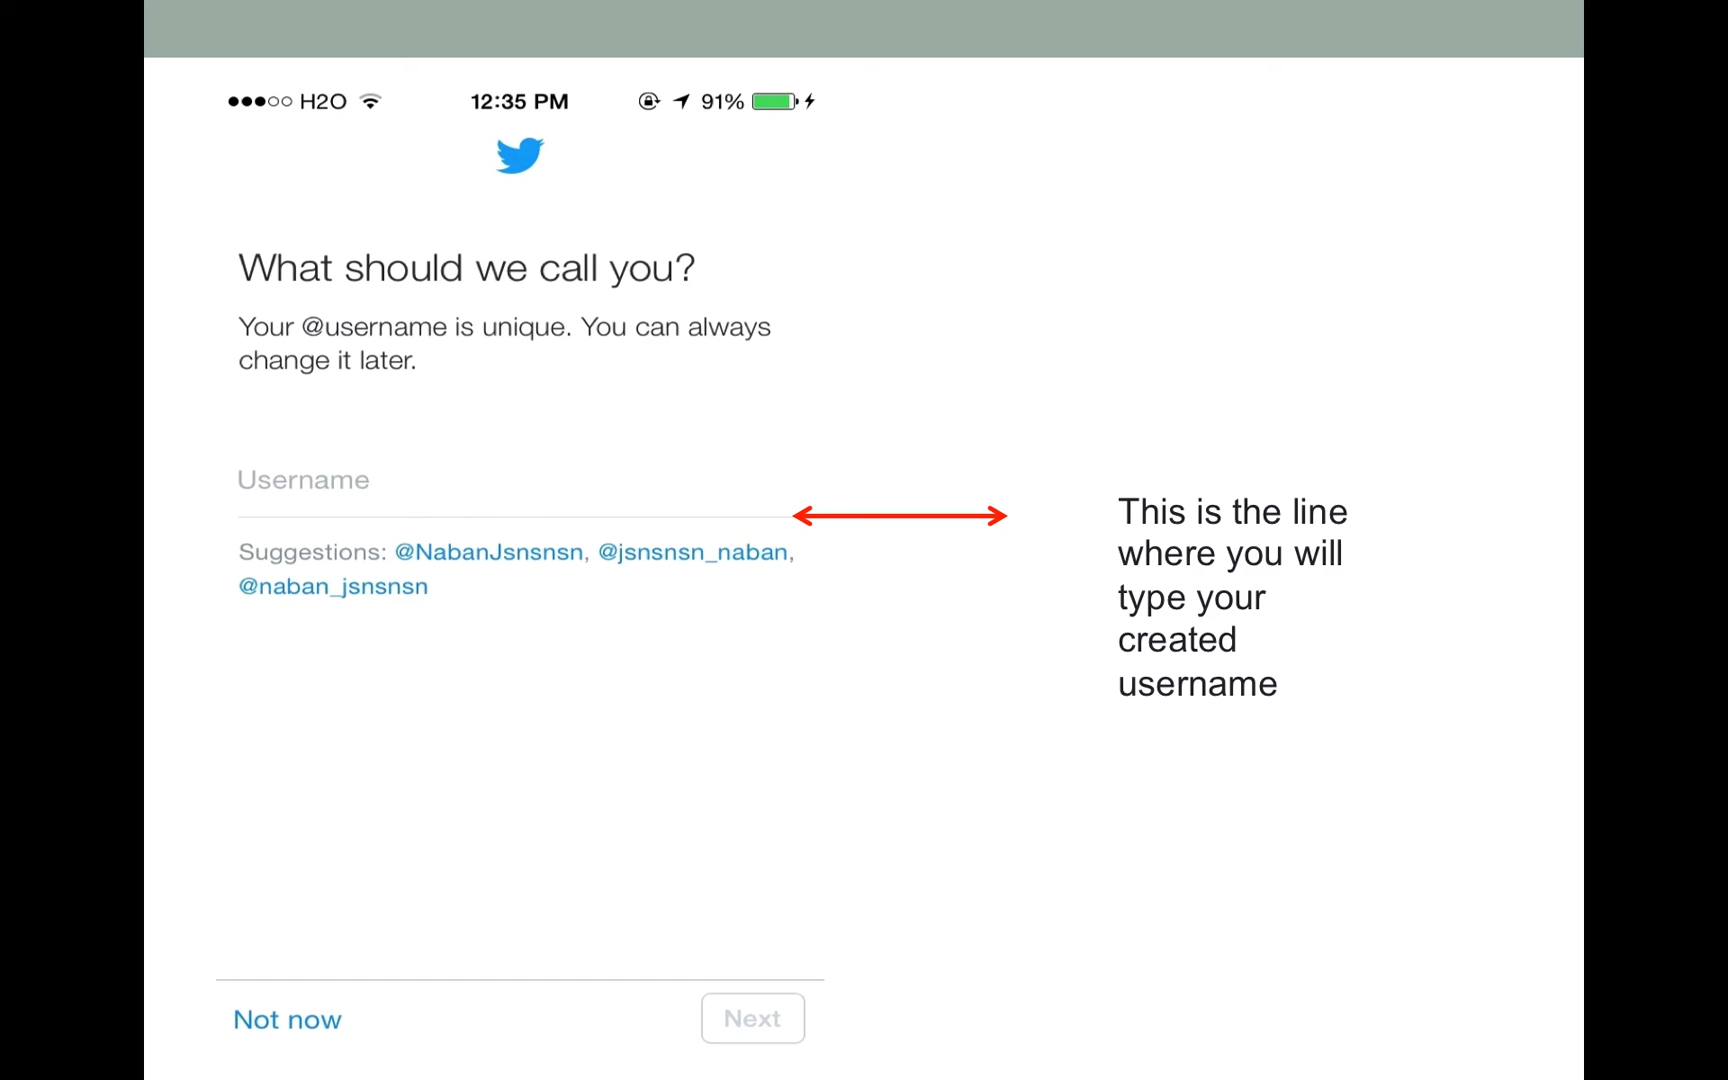 H2O 12:35 PM 91%
What should we call you?
Your @username is unique. You can always
change it later.
Username
Suggestions: @NabanJsnsnsn, @jsnsnsn_naban,
@naban_jsnsnsn
This is the line
where you will
type your
created
username
Not now Next